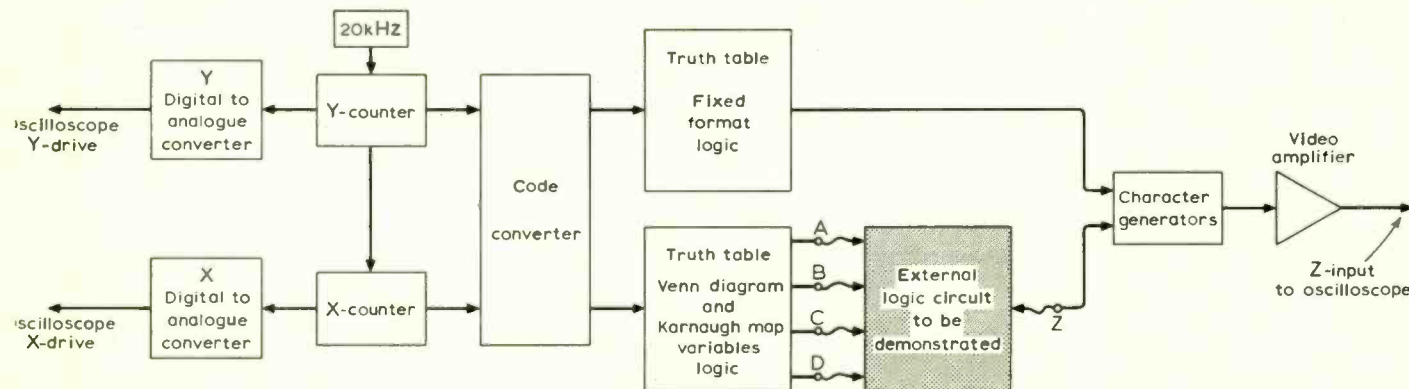 20kHz
Y
Digital to
analogue
converter
Y-counter
scilloscope
Y-drive
X
Digital to
analogue
converter
X-counter
scilloscope
X-drive
Code
converter
Truth table
Fixed
format
logic
Truth table
Venn diagram
and
Karnaugh map
variables
logic
A
B
C
D
External
logic circuit
to be
demonstrated
Z
Character
generators
Video
amplifier
Z-input
to oscilloscope